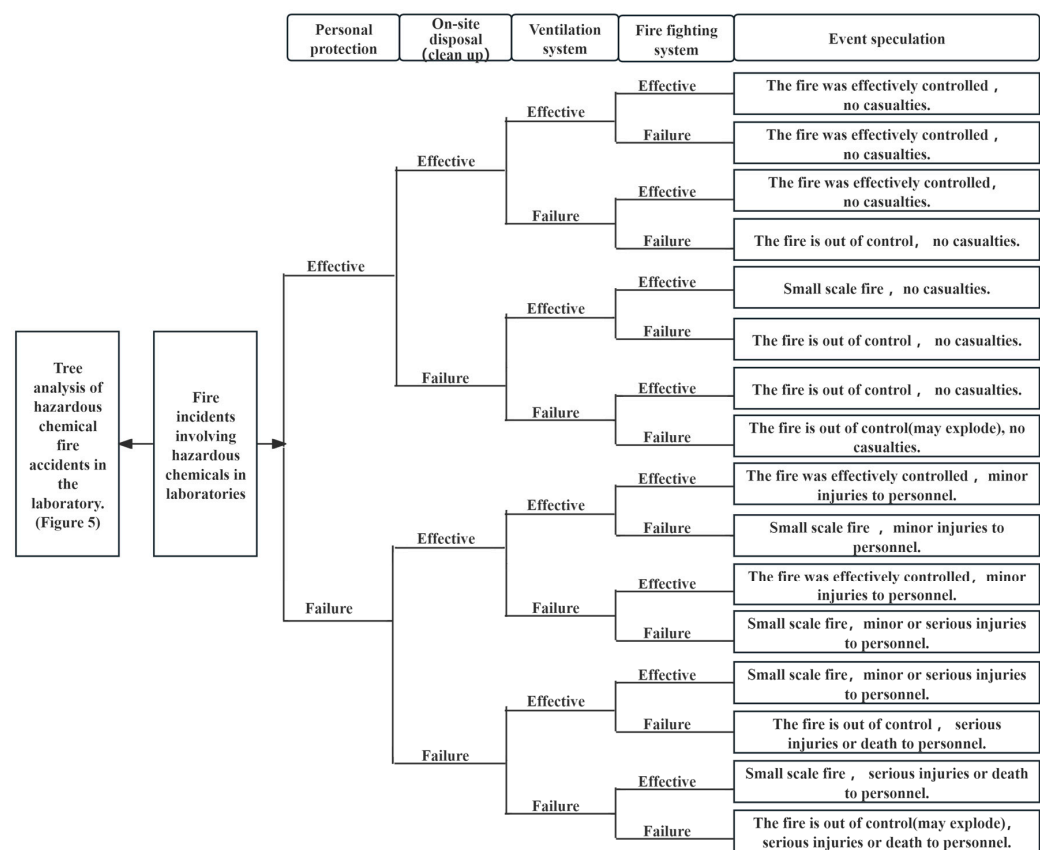 Personal
protection
On-site
disposal
(clean up)
Ventilation
system
Fire fighting
system
Event speculation
Effective
The fire was effectively controlled ,
no casualties.
Effective
Failure
The fire was effectively controlled ,
no casualties.
Effective
Effective
The fire was effectively controlled,
no casualties.
Failure
Failure
The fire is out of control, no casualties.
Effective
Effective
Small scale fire , no casualties.
Effective
Failure
The fire is out of control , no casualties.
Failure
Effective
The fire is out of control , no casualties.
Failure
Failure
The fire is out of control(may explode), no
casualties.
Tree
analysis of
hazardous
chemical
fire
accidents in
the
laboratory.
(Figure 5)
Fire
incidents
involving
hazardous
chemicals in
laboratories
Effective
The fire was effectively controlled , minor
injuries to personnel.
Effective
Failure
Small scale fire , minor injuries to
personnel.
Effective
Effective
The fire was effectively controlled, minor
injuries to personnel.
Failure
Failure
Small scale fire, minor or serious injuries
to personnel.
Failure
Effective
Small scale fire, minor or serious injuries
to personnel.
Effective
Failure
The fire is out of control , serious
injuries or death to personnel.
Failure
Effective
Small scale fire , serious injuries or death
to personnel.
Failure
Failure
The fire is out of control(may explode),
serious injuries or death to personnel.